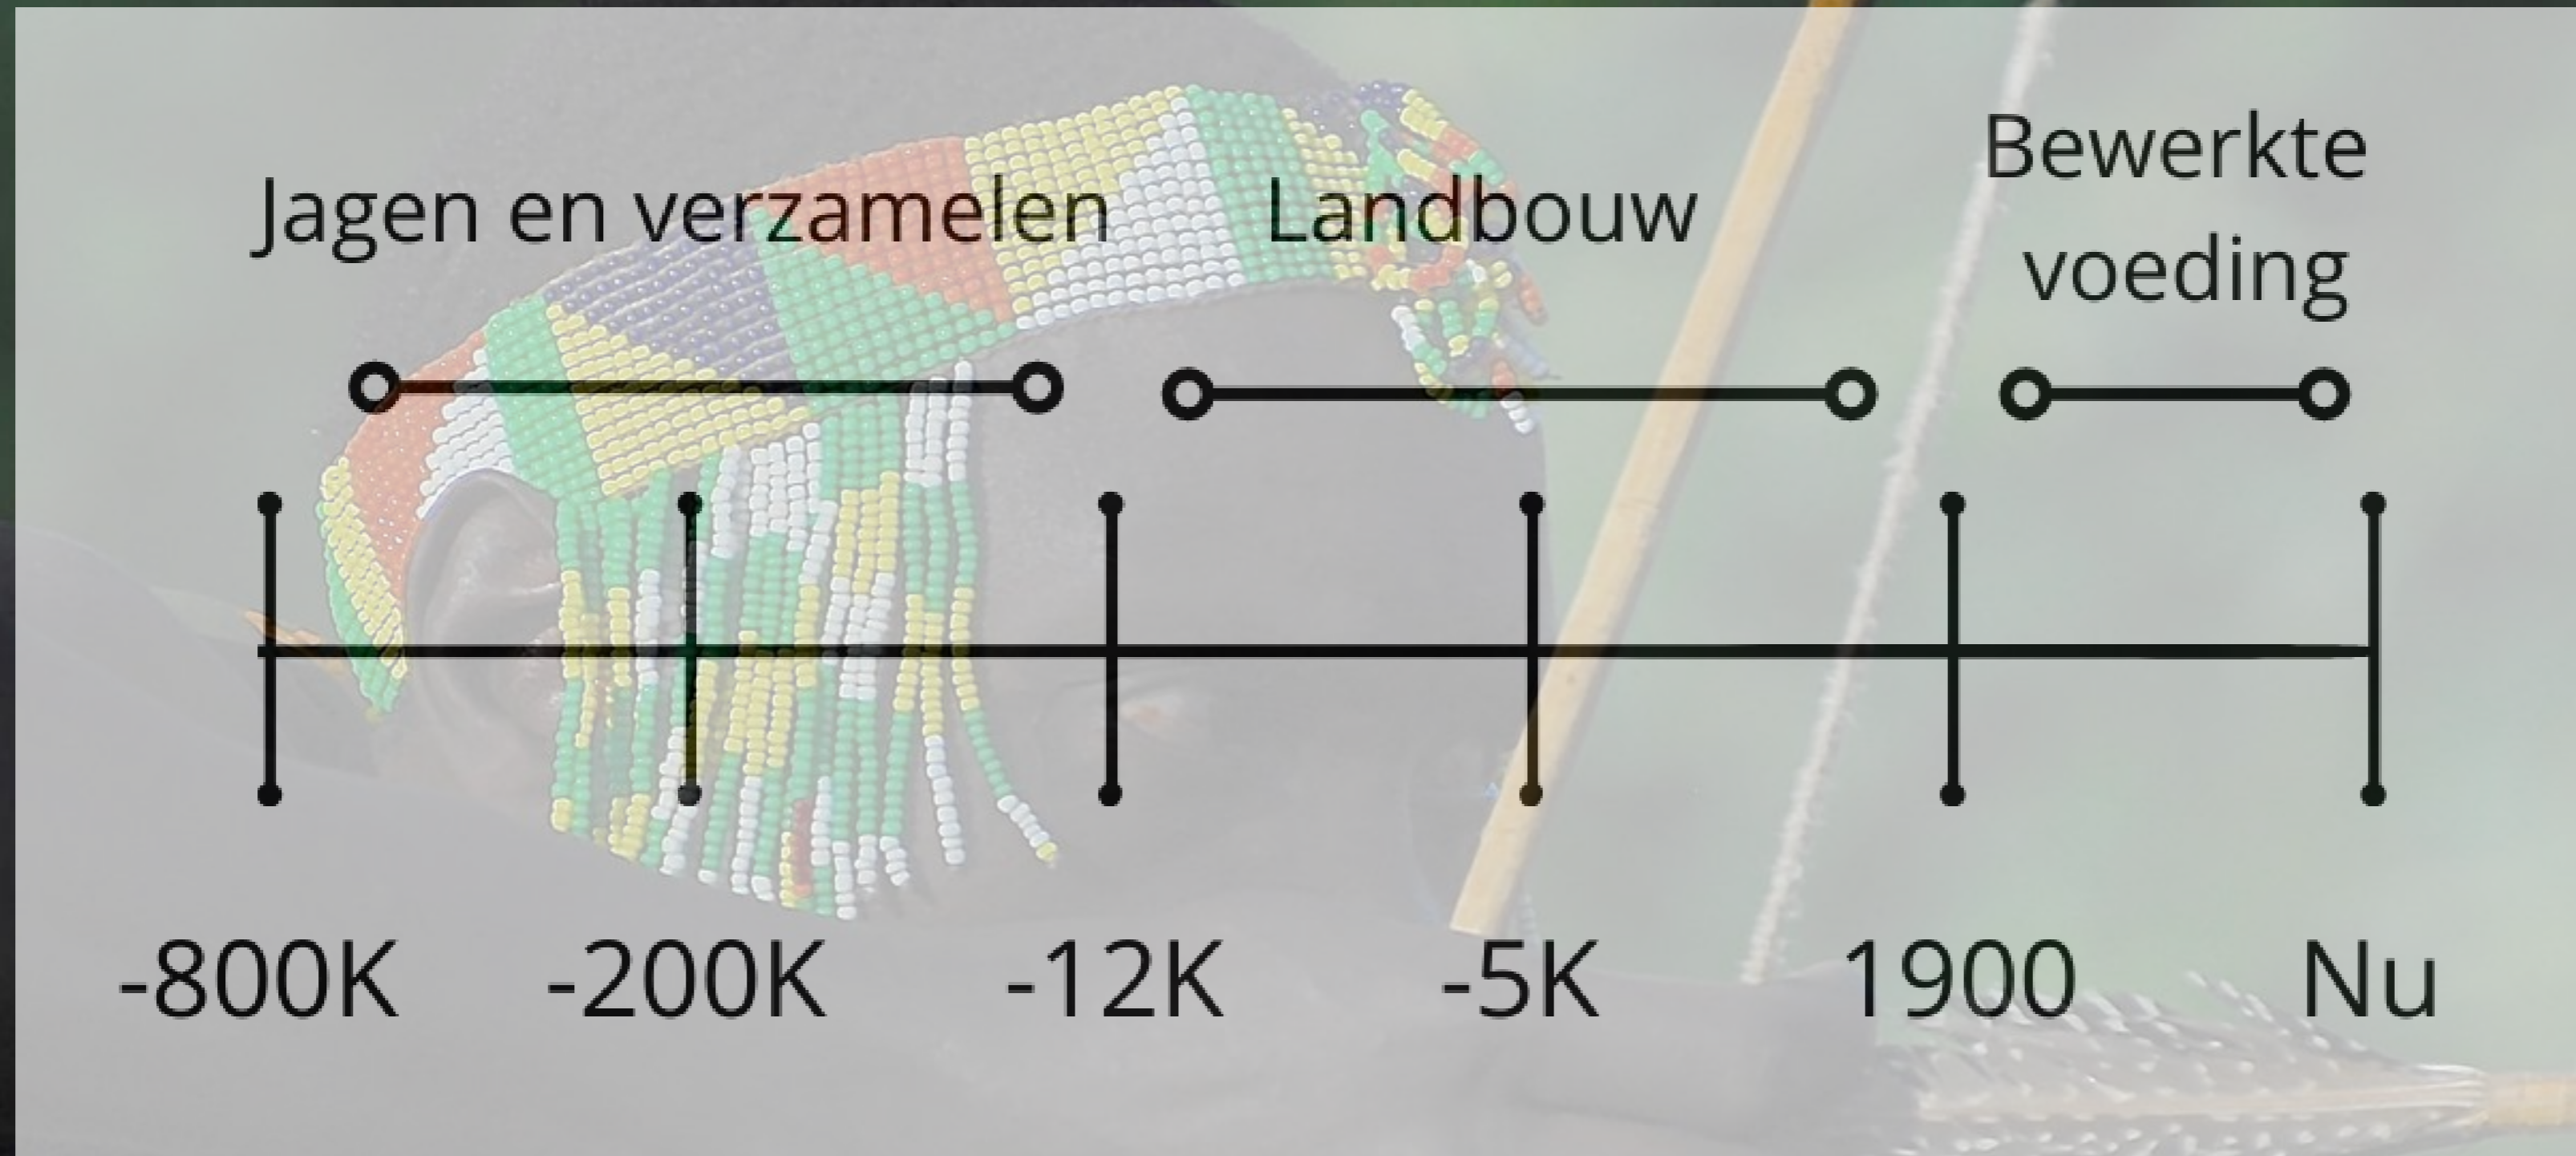 Jagen en verzamelen
Landbouw
Bewerkte
voeding
-800K
-200K
-12K
-5K
1900
Nu